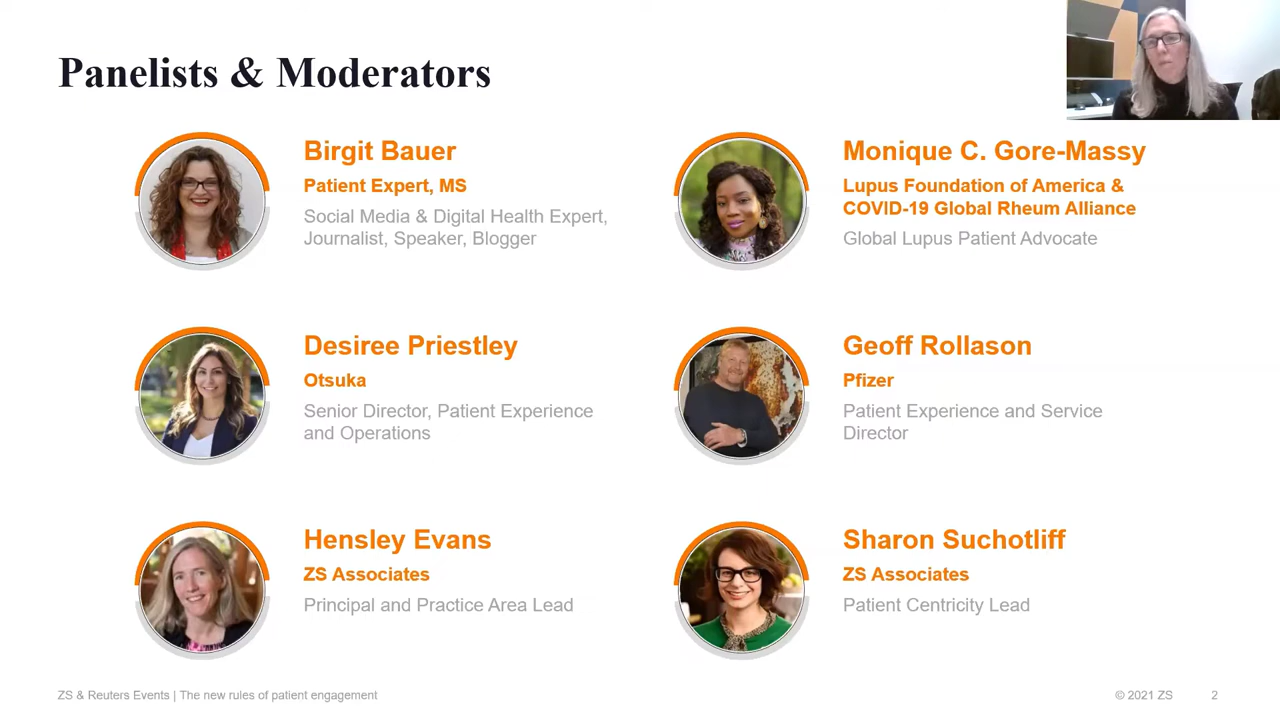 Panelists & Moderators
Birgit Bauer
Patient Expert, MS
Social Media & Digital Health Expert,
Journalist, Speaker, Blogger
Monique C. Gore-Massy
Lupus Foundation of America &
COVID-19 Global Rheum Alliance
Global Lupus Patient Advocate
Desiree Priestley
Otsuka
Senior Director, Patient Experience
and Operations
Geoff Rollason
Pfizer
Patient Experience and Service
Director
Hensley Evans
ZS Associates
Principal and Practice Area Lead
Sharon Suchotliff
ZS Associates
Patient Centricity Lead
ZS & Reuters Events | The new rules of patient engagement
© 2021 ZS
2